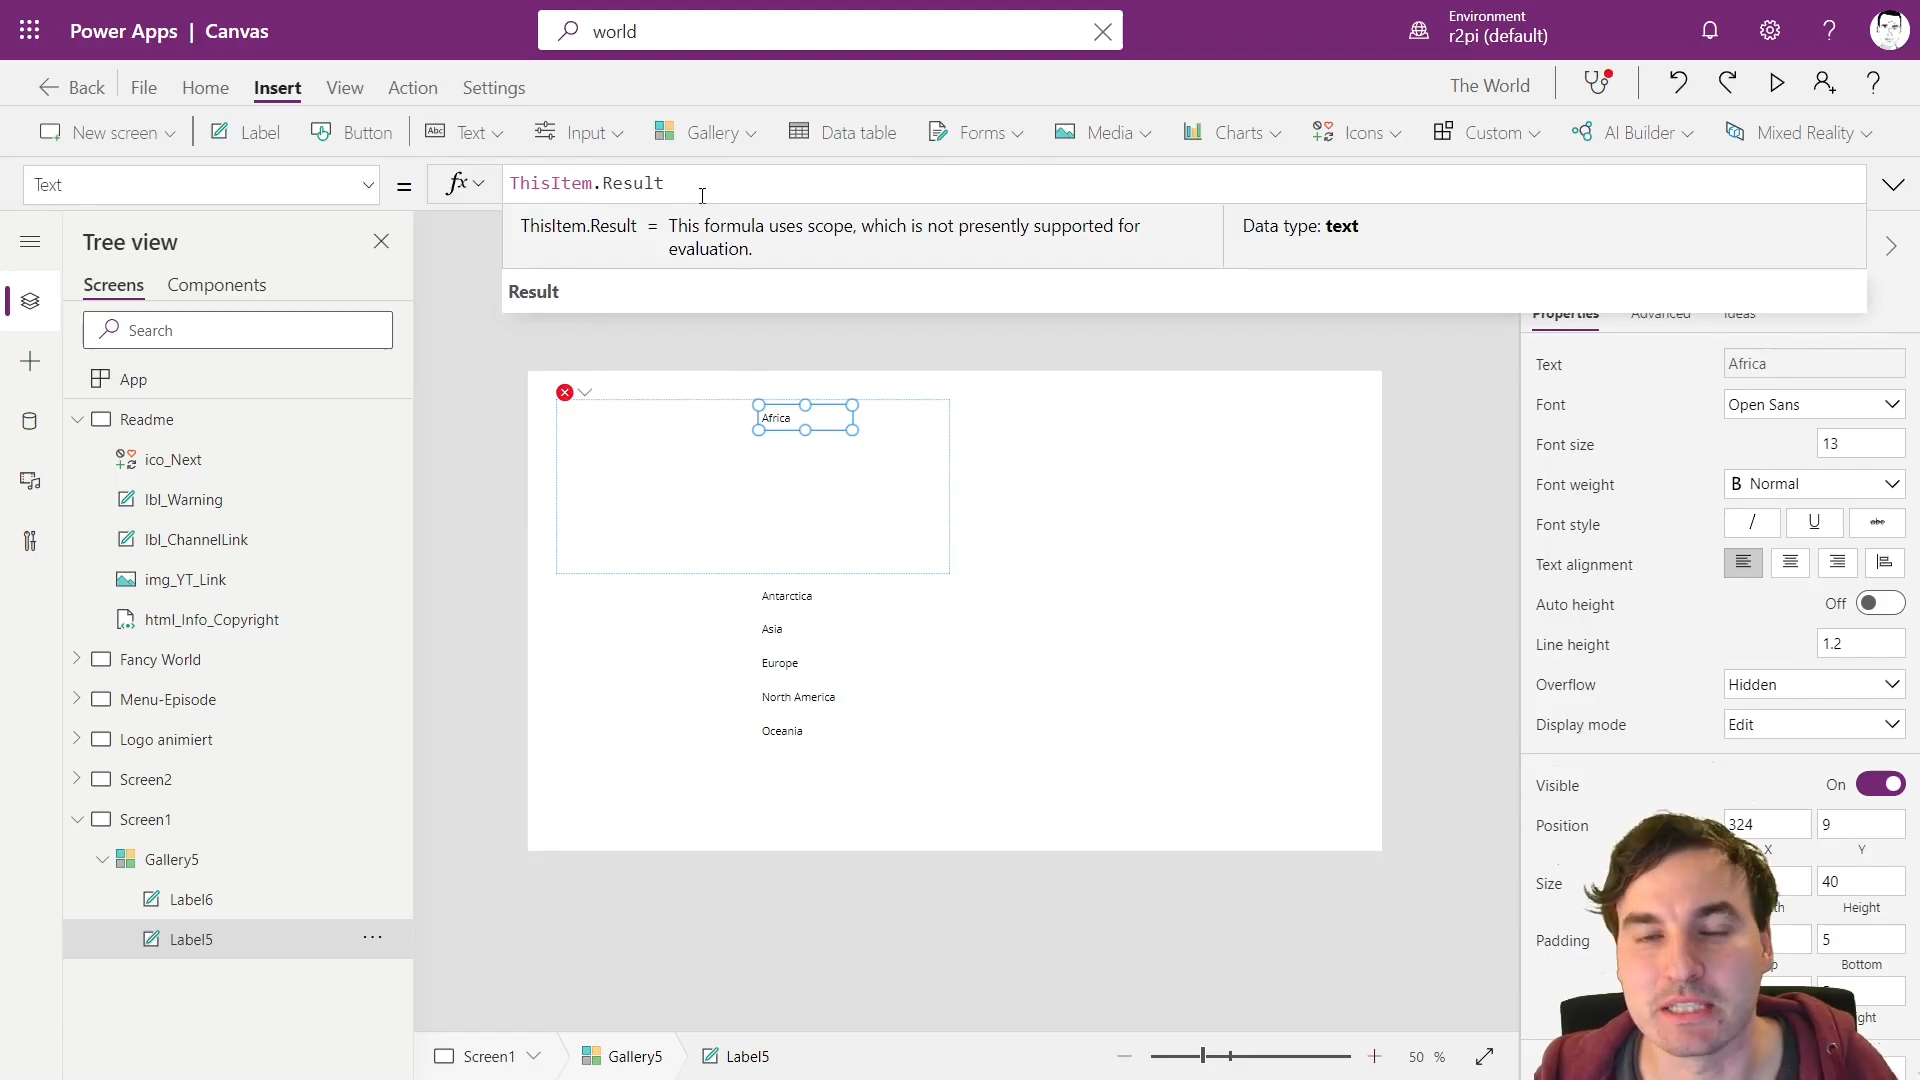 Power Apps | Canvas
world
Environment
r2pi (default)
Back
File
Home
Insert
View
Action
Settings
The World
New screen
Label
Button
Text
Input
Gallery
Data table
Forms
Media
Charts
Icons
Custom
AI Builder
Mixed Reality
Text
=
fx
ThisItem.Result
ThisItem.Result = This formula uses scope, which is not presently supported for
evaluation.
Data type: text
Result
Tree view
Screens
Components
Search
App
Readme
ico_Next
lbl_Warning
lbl_ChannelLink
img_YT_Link
html_Info_Copyright
Fancy World
Menu-Episode
Logo animiert
Screen2
Screen1
Gallery5
Label6
Label5
Africa
Antarctica
Asia
Europe
North America
Oceania
Properties
Advanced
Ideas
Text
Africa
Font
Open Sans
Font size
13
Font weight
B Normal
Font style
/
U
abc
Text alignment
Auto height
Off
Line height
1.2
Overflow
Hidden
Display mode
Edit
Visible
On
Position
324
9
X
Y
Size
40
Height
Padding
5
Bottom
Screen1
Gallery5
Label5
50 %